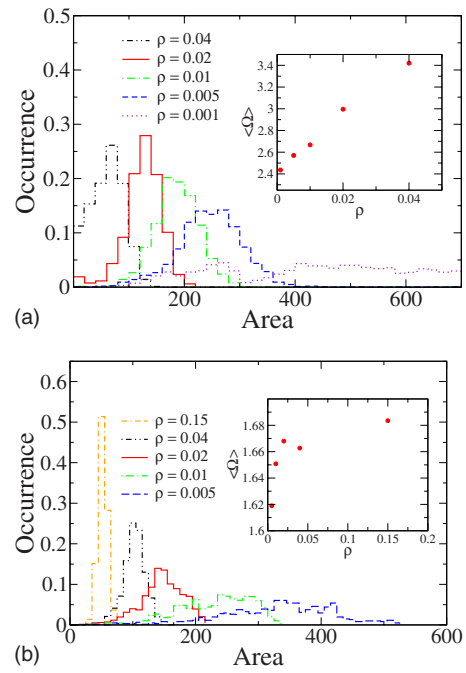 0.5
0.4
0.3
0.2
0.1
0
Occurrence
ρ = 0.04
ρ = 0.02
ρ = 0.01
ρ = 0.005
ρ = 0.001
3.4
3.2
3
2.8
2.6
2.4
<Ω>
0 0.02 0.04
ρ
200 400 600
Area
(a)
0.6
0.5
0.4
0.3
0.2
0.1
0
Occurrence
ρ = 0.15
ρ = 0.04
ρ = 0.02
ρ = 0.01
ρ = 0.005
1.68
1.66
1.64
1.62
1.6
<Ω>
0 0.05 0.1 0.15 0.2
ρ
0 200 400 600
Area
(b)